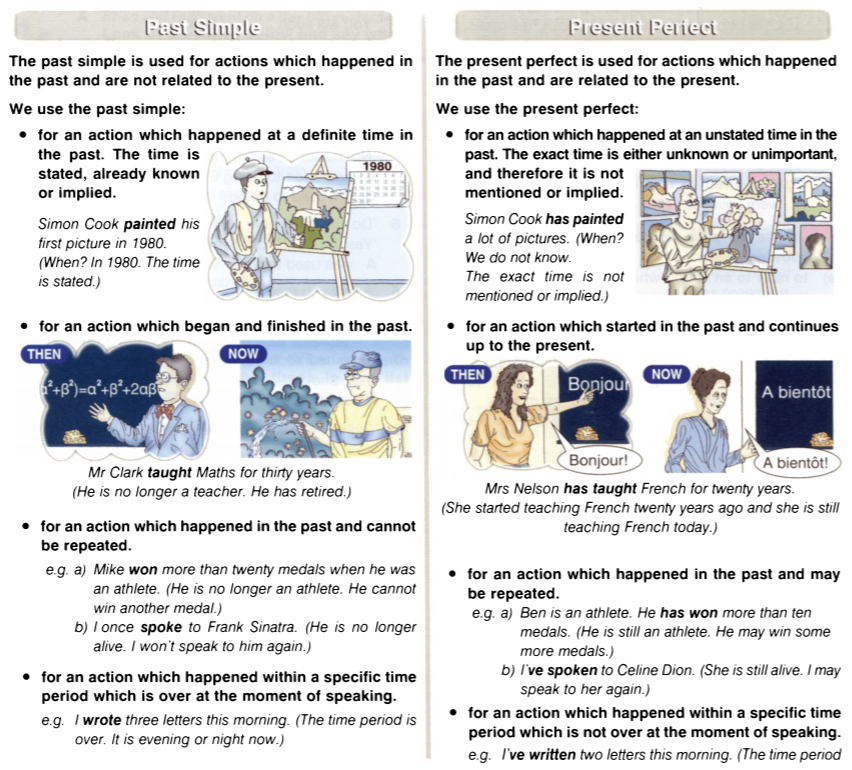 Past Simple
The past simple is used for actions which happened in
the past and are not related to the present.
We use the past simple:
• for an action which happened at a definite time in
the past. The time is
stated, already known
or implied.
1980
Simon Cook painted his
first picture in 1980.
(When? In 1980. The time
is stated.)
• for an action which began and finished in the past.
THEN
²+β²)=α²+β²+2αβ
NOW
Mr Clark taught Maths for thirty years.
(He is no longer a teacher. He has retired.)
• for an action which happened in the past and cannot
be repeated.
e.g. a) Mike won more than twenty medals when he was
an athlete. (He is no longer an athlete. He cannot
win another medal.)
b) I once spoke to Frank Sinatra. (He is no longer
alive. I won't speak to him again.)
• for an action which happened within a specific time
period which is over at the moment of speaking.
e.g. I wrote three letters this morning. (The time period is
over. It is evening or night now.)
Present Perfect
The present perfect is used for actions which happened
in the past and are related to the present.
We use the present perfect:
• for an action which happened at an unstated time in the
past. The exact time is either unknown or unimportant,
and therefore it is not
mentioned or implied.
Simon Cook has painted
a lot of pictures. (When?
We do not know.
The exact time is not
mentioned or implied.)
• for an action which started in the past and continues
up to the present.
THEN
Bonjour
Bonjour!
NOW
A bientôt
A bientôt!
Mrs Nelson has taught French for twenty years.
(She started teaching French twenty years ago and she is still
teaching French today.)
• for an action which happened in the past and may
be repeated.
e.g. a) Ben is an athlete. He has won more than ten
medals. (He is still an athlete. He may win some
more medals.)
b) I've spoken to Celine Dion. (She is still alive. I may
speak to her again.)
• for an action which happened within a specific time
period which is not over at the moment of speaking.
e.g. I've written two letters this morning. (The time period